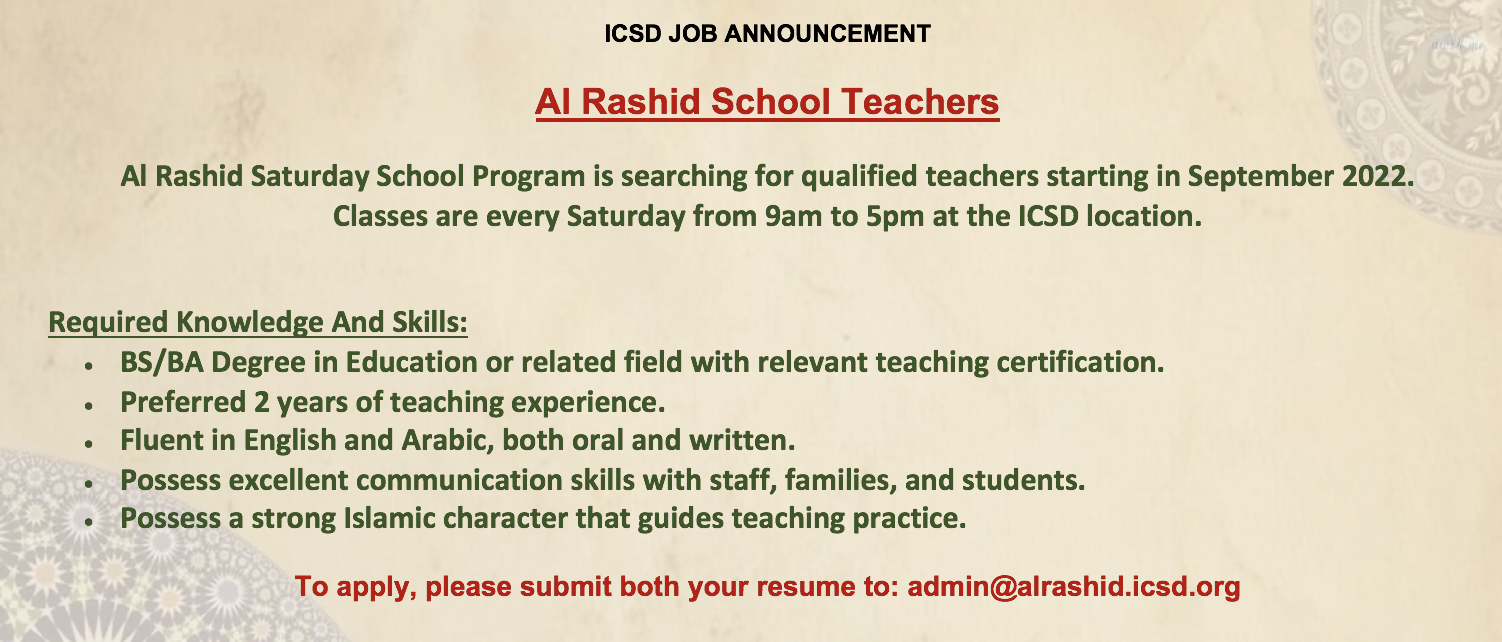 ICSD JOB ANNOUNCEMENT
Al Rashid School Teachers
Al Rashid Saturday School Program is searching for qualified teachers starting in September 2022.
Classes are every Saturday from 9am to 5pm at the ICSD location.
Required Knowledge And Skills:
• BS/BA Degree in Education or related field with relevant teaching certification.
• Preferred 2 years of teaching experience.
• Fluent in English and Arabic, both oral and written.
• Possess excellent communication skills with staff, families, and students.
• Possess a strong Islamic character that guides teaching practice.
To apply, please submit both your resume to: admin@alrashid.icsd.org